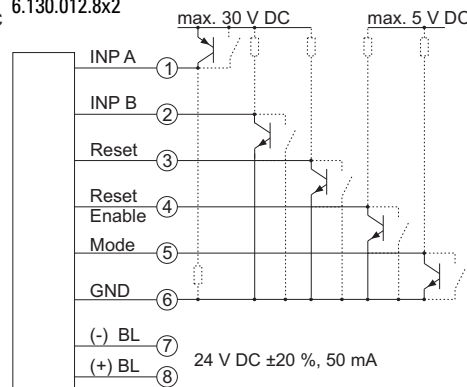 6.130.012.8x2
max. 30 V DC
max. 5 V DC
INP A
1
INP B
2
Reset
3
Reset
Enable
4
Mode
5
GND
6
(-) BL
7
24 V DC ±20 %, 50 mA
(+) BL
8